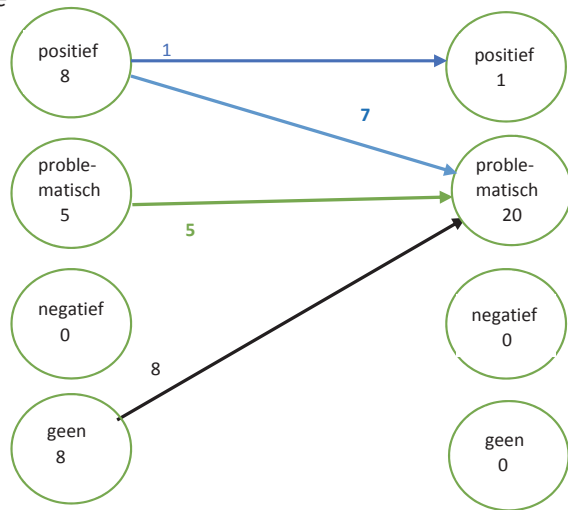 e
positief
8
1
positief
1
7
proble-
matisch
5
5
proble-
matisch
20
negatief
0
negatief
0
8
geen
8
geen
0